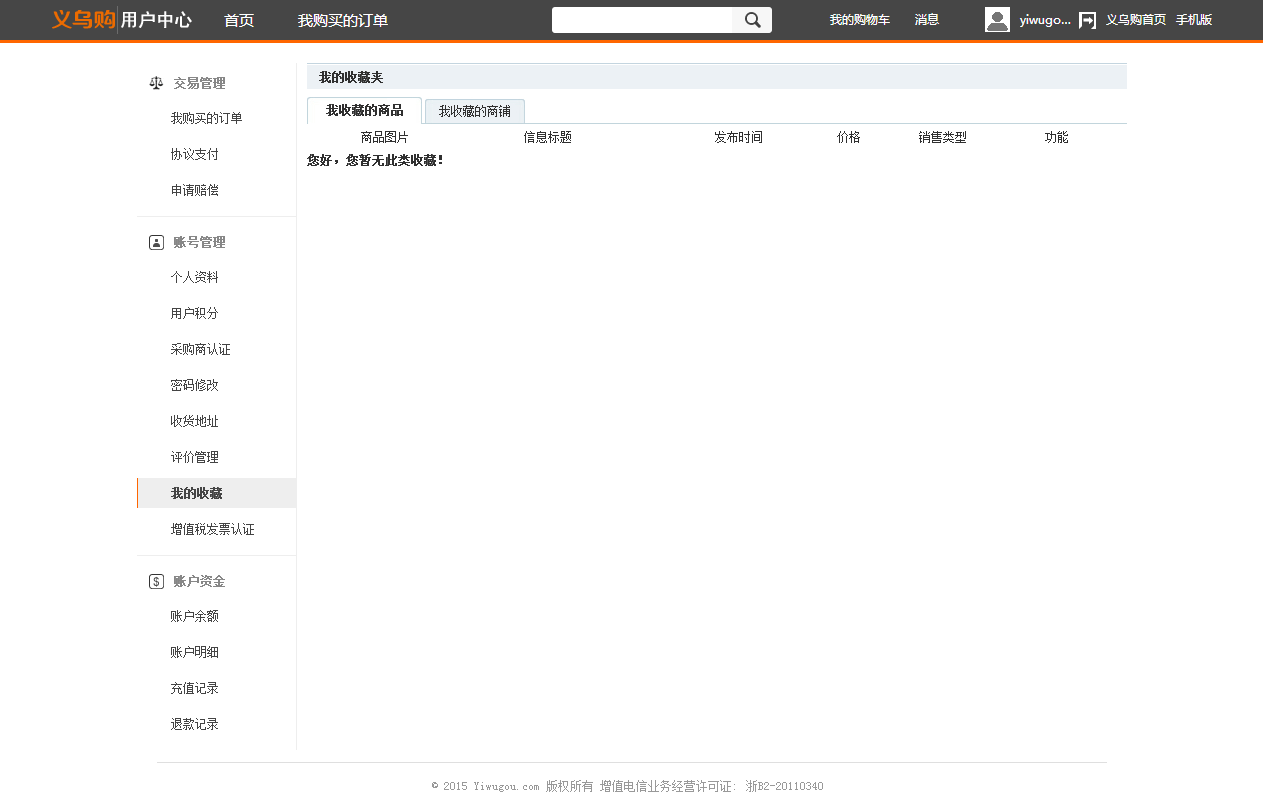 义乌购 用户中心 首页 我购买的订单 我的购物车 消息 yiwugo... 义乌购首页 手机版
交易管理
我购买的订单
协议支付
申请赔偿
账号管理
个人资料
用户积分
采购商认证
密码修改
收货地址
评价管理
我的收藏
增值税发票认证
账户资金
账户余额
账户明细
充值记录
退款记录
我的收藏夹
我收藏的商品 我收藏的商铺
商品图片 信息标题 发布时间 价格 销售类型 功能
您好，您暂无此类收藏！
© 2015 Yiwugou.com 版权所有 增值电信业务经营许可证： 浙B2-20110340